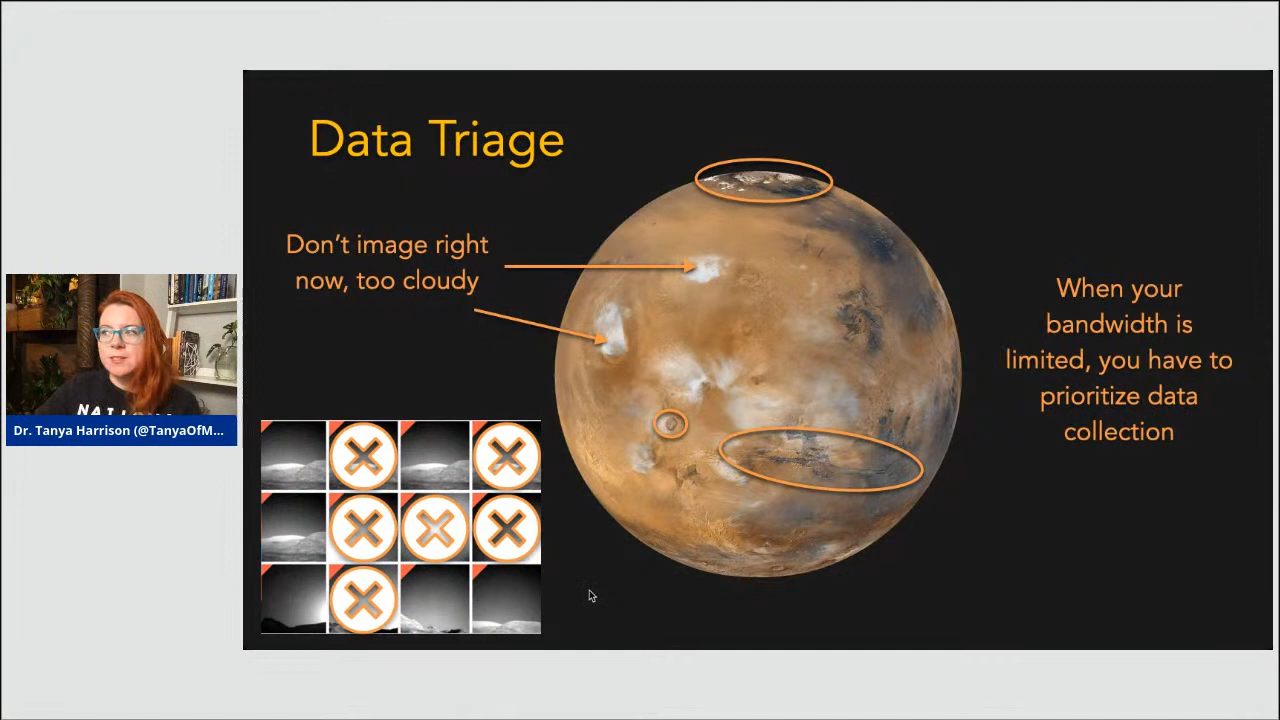 Data Triage
Don't image right
now, too cloudy
When your
bandwidth is
limited, you have to
prioritize data
collection
Dr. Tanya Harrison (@TanyaOfM...